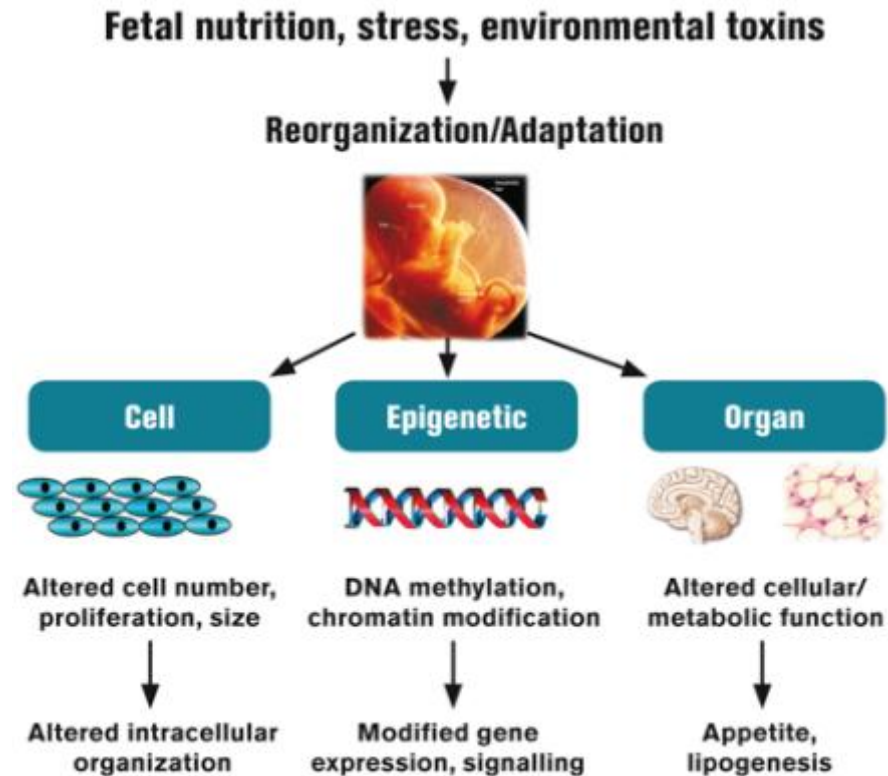 Fetal nutrition, stress, environmental toxins
Reorganization/Adaptation
Cell
Epigenetic
Organ
Altered cell number,
proliferation, size
DNA methylation,
chromatin modification
Altered cellular/
metabolic function
Altered intracellular
organization
Modified gene
expression, signalling
Appetite,
lipogenesis